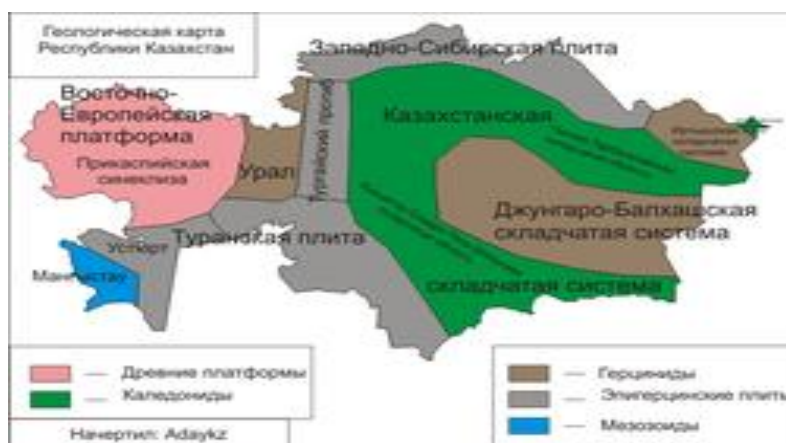 Геологическая карта
Республики Казахстан
Западно-Сибирская плита
Восточно-
Европейская
платформа
Прикаспийская
синеклиза
Урал
Тургайский прогиб
Казахстанская
Джунгаро-Балхашская
складчатая система
Туранская плита
Устюрт
Мангыстау
складчатая система
Древние платформы
Каледониды
Герциниды
Эпигерцинские плиты
Мезозоиды
Начертил: Adaykz